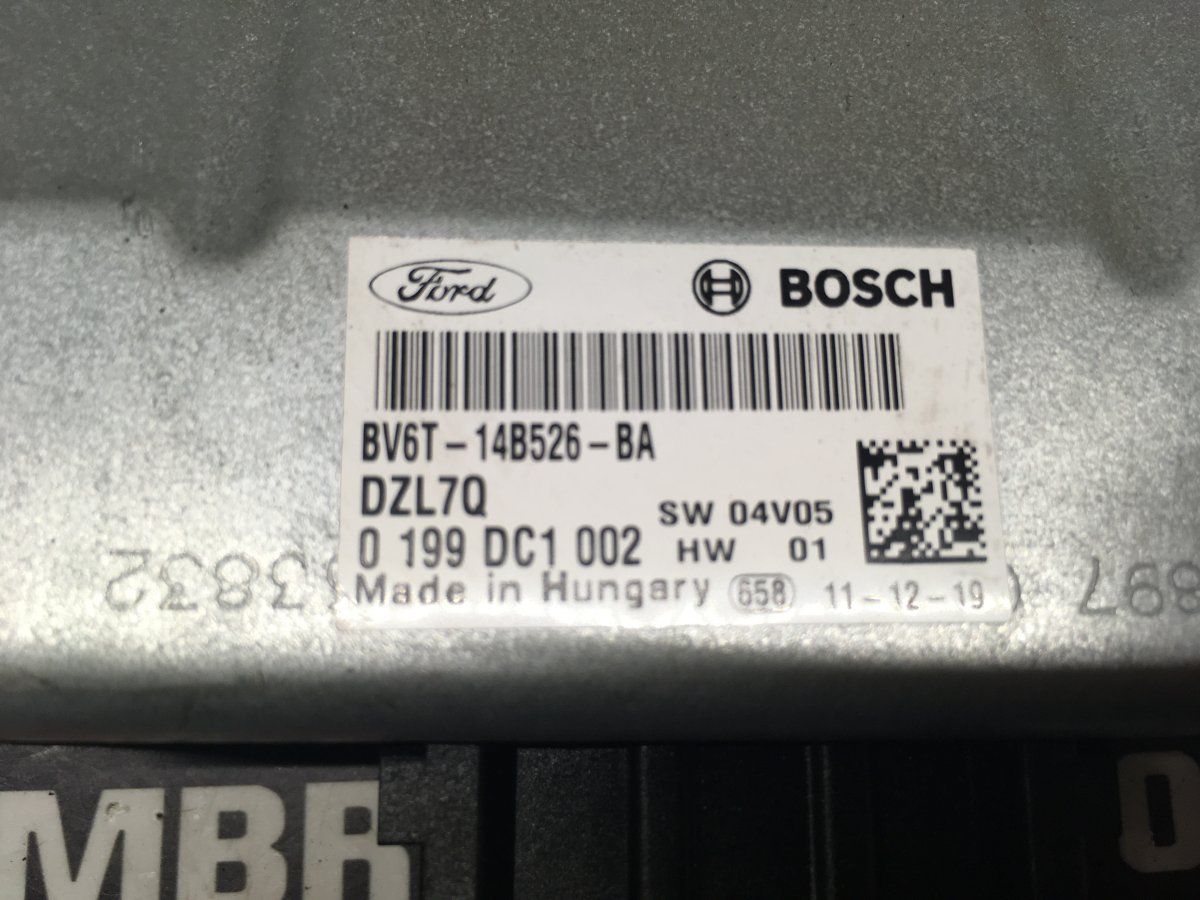 Ford BOSCH
BV6T-14B526-BA
DZL7Q
SW 04V05
0 199 DC1 002
HW 01
Made in Hungary 658 11-12-19
MBR